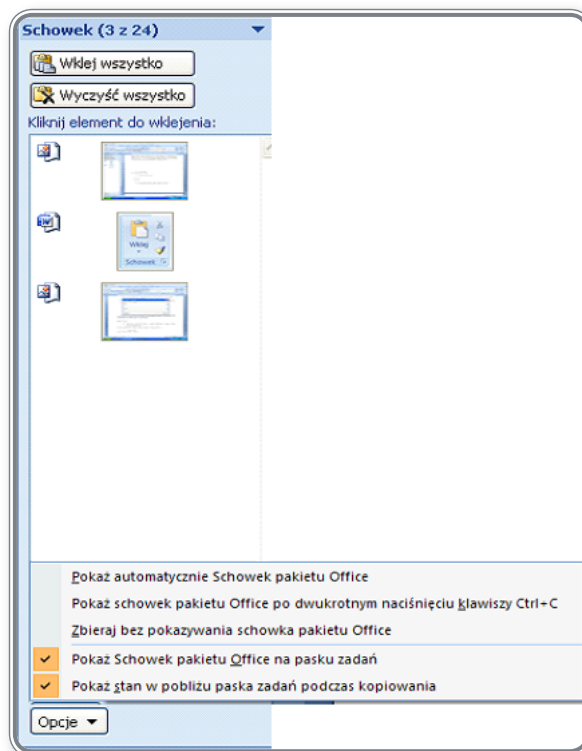 Schowek (3 z 24)
Wklej wszystko
Wyczyść wszystko
Kliknij element do wklejenia:
Wklej
Schowek
Pokaż automatycznie Schowek pakietu Office
Pokaż schowek pakietu Office po dwukrotnym naciśnięciu klawiszy Ctrl+C
Zbieraj bez pokazywania schowka pakietu Office
Pokaż Schowek pakietu Office na pasku zadań
Pokaż stan w pobliżu paska zadań podczas kopiowania
Opcje